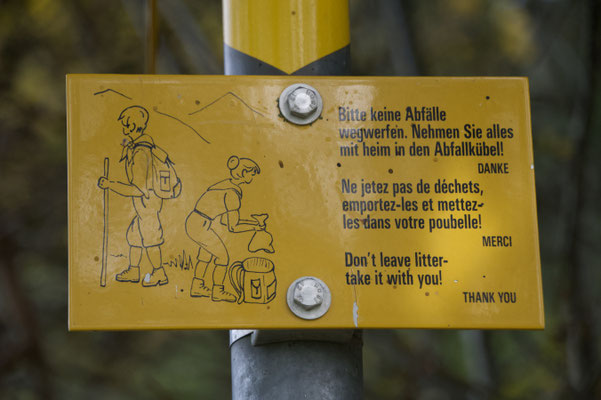 Bitte keine Abfälle
wegwerfen. Nehmen Sie alles
mit heim in den Abfallkübel!
DANKE
Ne jetez pas de déchets,
emportez-les et mettez-
les dans votre poubelle!
MERCI
Don't leave litter-
take it with you!
THANK YOU